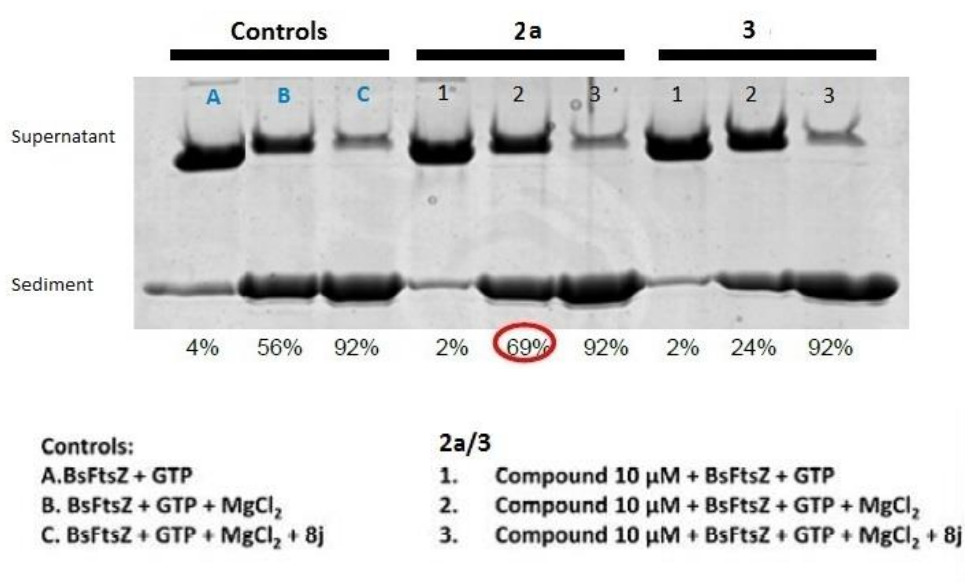 Controls 2a 3
A B C 1 2 3 1 2 3
Supernatant
Sediment
4% 56% 92% 2% 69% 92% 2% 24% 92%
Controls:
A.BsFtsZ + GTP
B. BsFtsZ + GTP + MgCl₂
C. BsFtsZ + GTP + MgCl₂ + 8j
2a/3
1. Compound 10 μM + BsFtsZ + GTP
2. Compound 10 μM + BsFtsZ + GTP + MgCl₂
3. Compound 10 μM + BsFtsZ + GTP + MgCl₂ + 8j